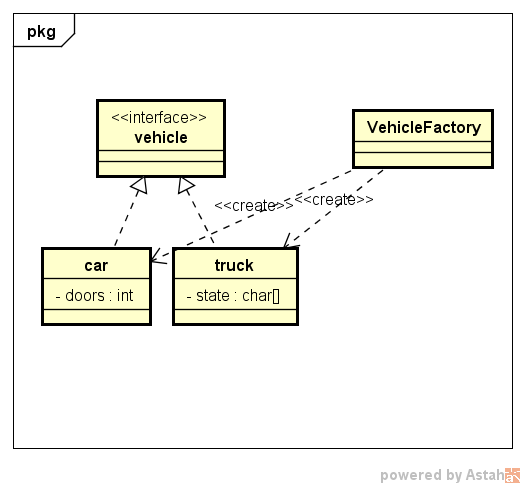 pkg
<<interface>>
vehicle
VehicleFactory
<<create>>
<<create>>
car
- doors : int
truck
- state : char[]
powered by Astah